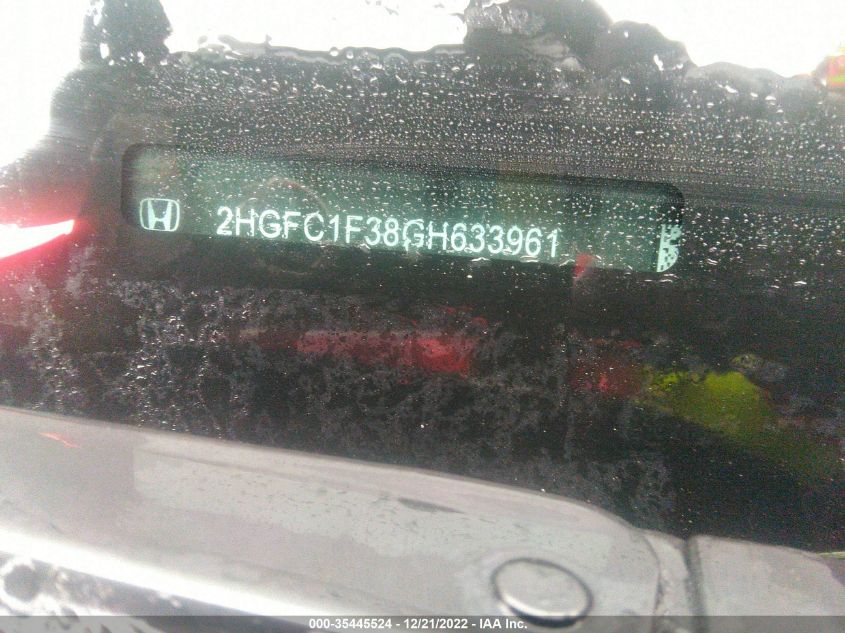 2HGFC1F38GH633961
000-35445524 - 12/21/2022 - IAA Inc.